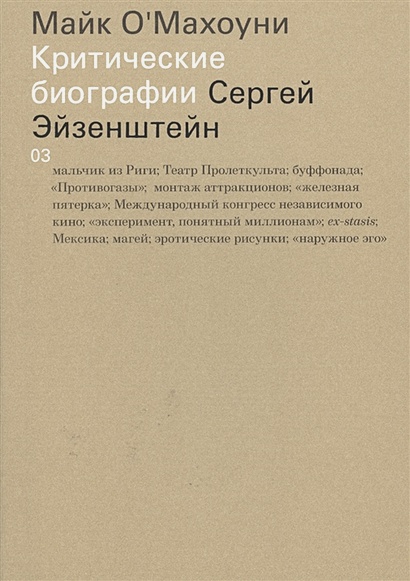 Майк О'Махоуни
Критические
биографии Сергей
Эйзенштейн
03
мальчик из Риги; Театр Пролеткульта; буффонада;
«Противогазы»; монтаж аттракционов; «железная
пятерка»; Международный конгресс независимого
кино; «эксперимент, понятный миллионам»; ex-stasis;
Мексика; магей; эротические рисунки; «наружное эго»